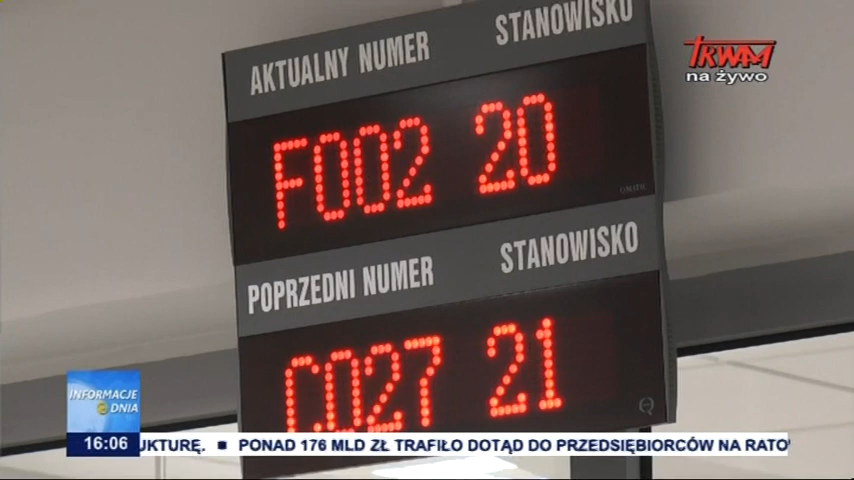 AKTUALNY NUMER STANOWISKO
F002 20
POPRZEDNI NUMER STANOWISKO
C027 21
TRWAM
na żywo
INFORMACJE
DNIA
16:06
UKTURĘ. ■ PONAD 176 MLD ZŁ TRAFIŁO DOTĄD DO PRZEDSIĘBIORCÓW NA RATO